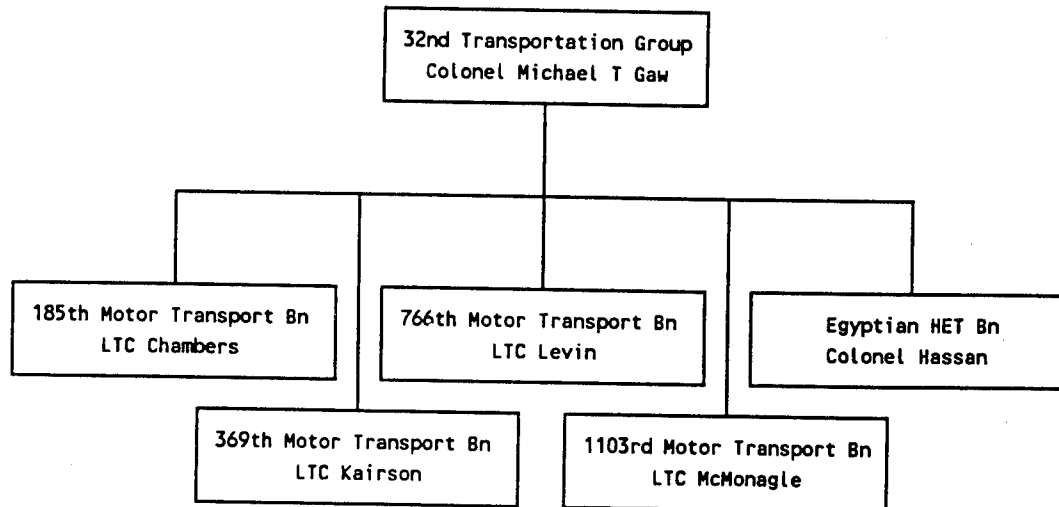 32nd Transportation Group
Colonel Michael T Gaw
185th Motor Transport Bn
LTC Chambers
766th Motor Transport Bn
LTC Levin
Egyptian HET Bn
Colonel Hassan
369th Motor Transport Bn
LTC Kairson
1103rd Motor Transport Bn
LTC McMonagle